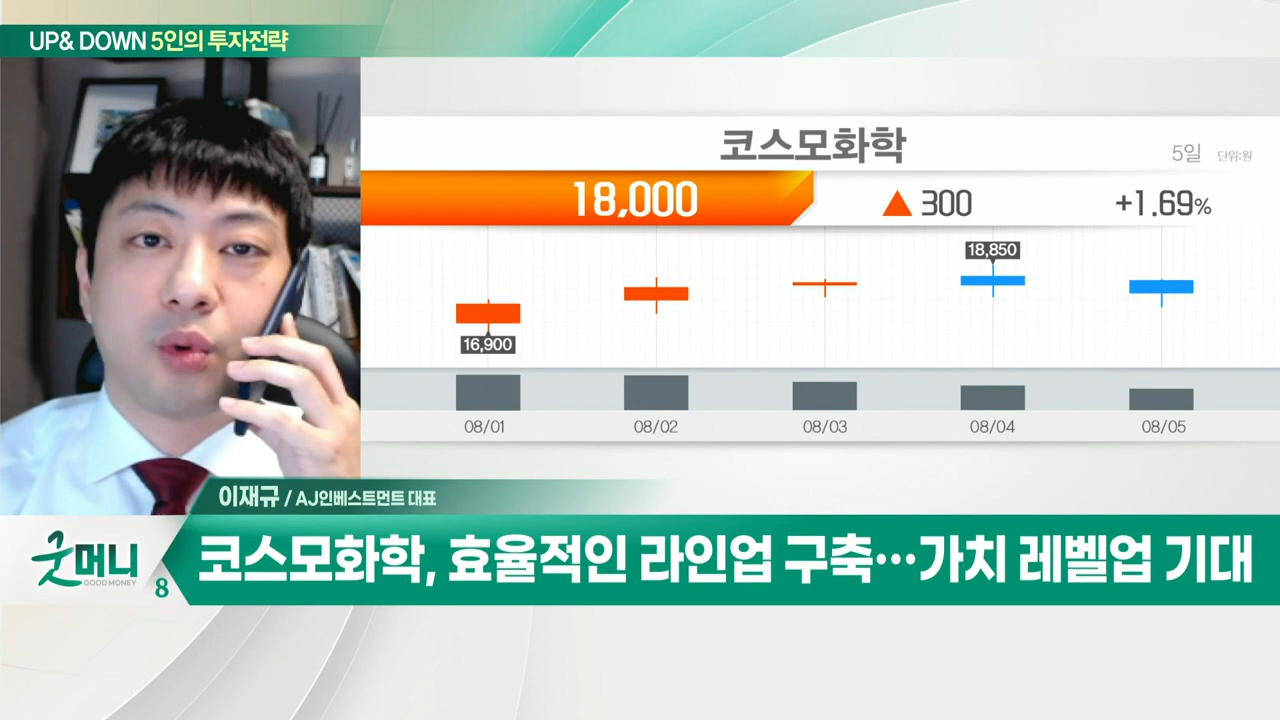 UP& DOWN 5인의 투자전략
코스모화학
5일 단위:원
18,000 ▲ 300 +1.69%
18,850
16,900
08/01 08/02 08/03 08/04 08/05
이재규 / AJ인베스트먼트 대표
굿머니
GOOD MONEY
8
코스모화학, 효율적인 라인업 구축…가치 레벨업 기대